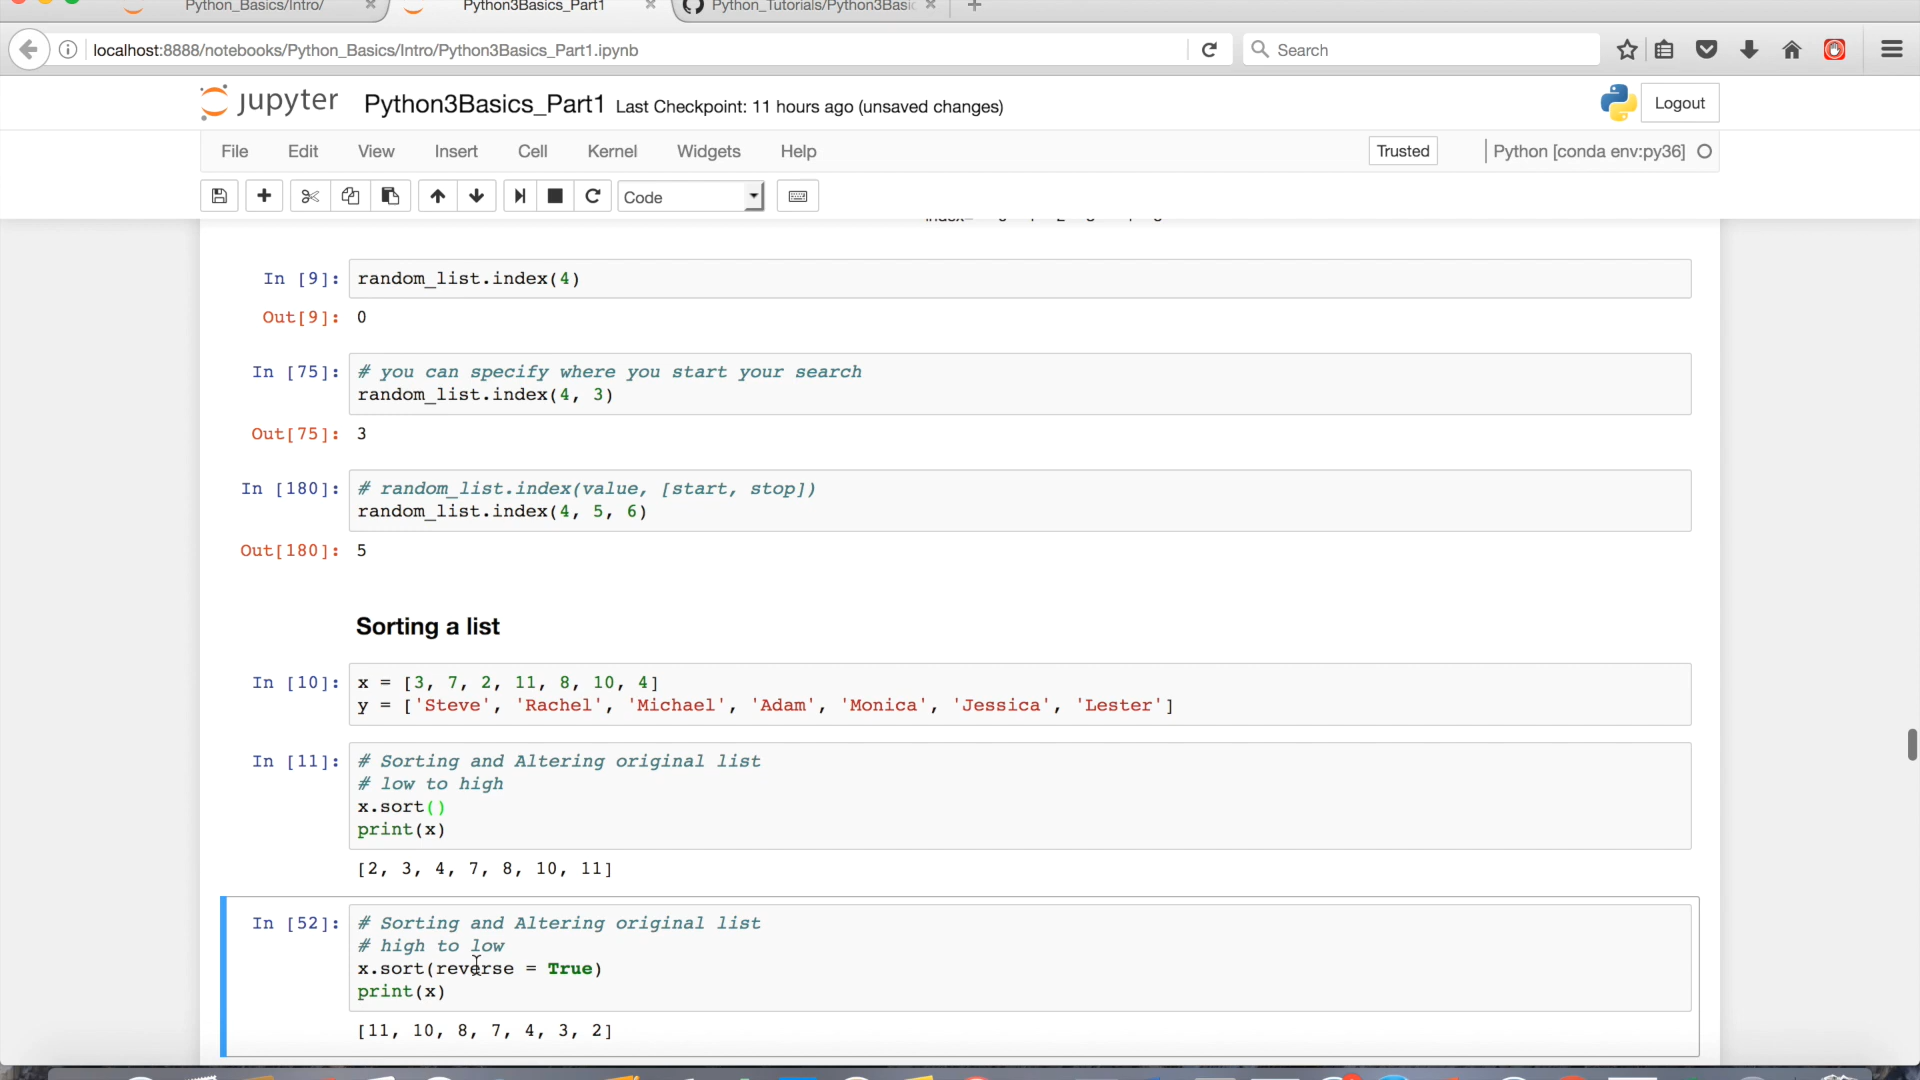 Python_Basics/Intro/
Python3Basics_Part1
Python_Tutorials/Python3Basic
localhost:8888/notebooks/Python_Basics/Intro/Python3Basics_Part1.ipynb
Search
jupyter Python3Basics_Part1 Last Checkpoint: 11 hours ago (unsaved changes)
Logout
File Edit View Insert Cell Kernel Widgets Help
Trusted
Python [conda env:py36]
Code
In [9]: random_list.index(4)
Out[9]: 0
In [75]: # you can specify where you start your search
random_list.index(4, 3)
Out[75]: 3
In [180]: # random_list.index(value, [start, stop])
random_list.index(4, 5, 6)
Out[180]: 5
Sorting a list
In [10]: x = [3, 7, 2, 11, 8, 10, 4]
y = ['Steve', 'Rachel', 'Michael', 'Adam', 'Monica', 'Jessica', 'Lester']
In [11]: # Sorting and Altering original list
# low to high
x.sort()
print(x)
[2, 3, 4, 7, 8, 10, 11]
In [52]: # Sorting and Altering original list
# high to low
x.sort(reverse = True)
print(x)
[11, 10, 8, 7, 4, 3, 2]